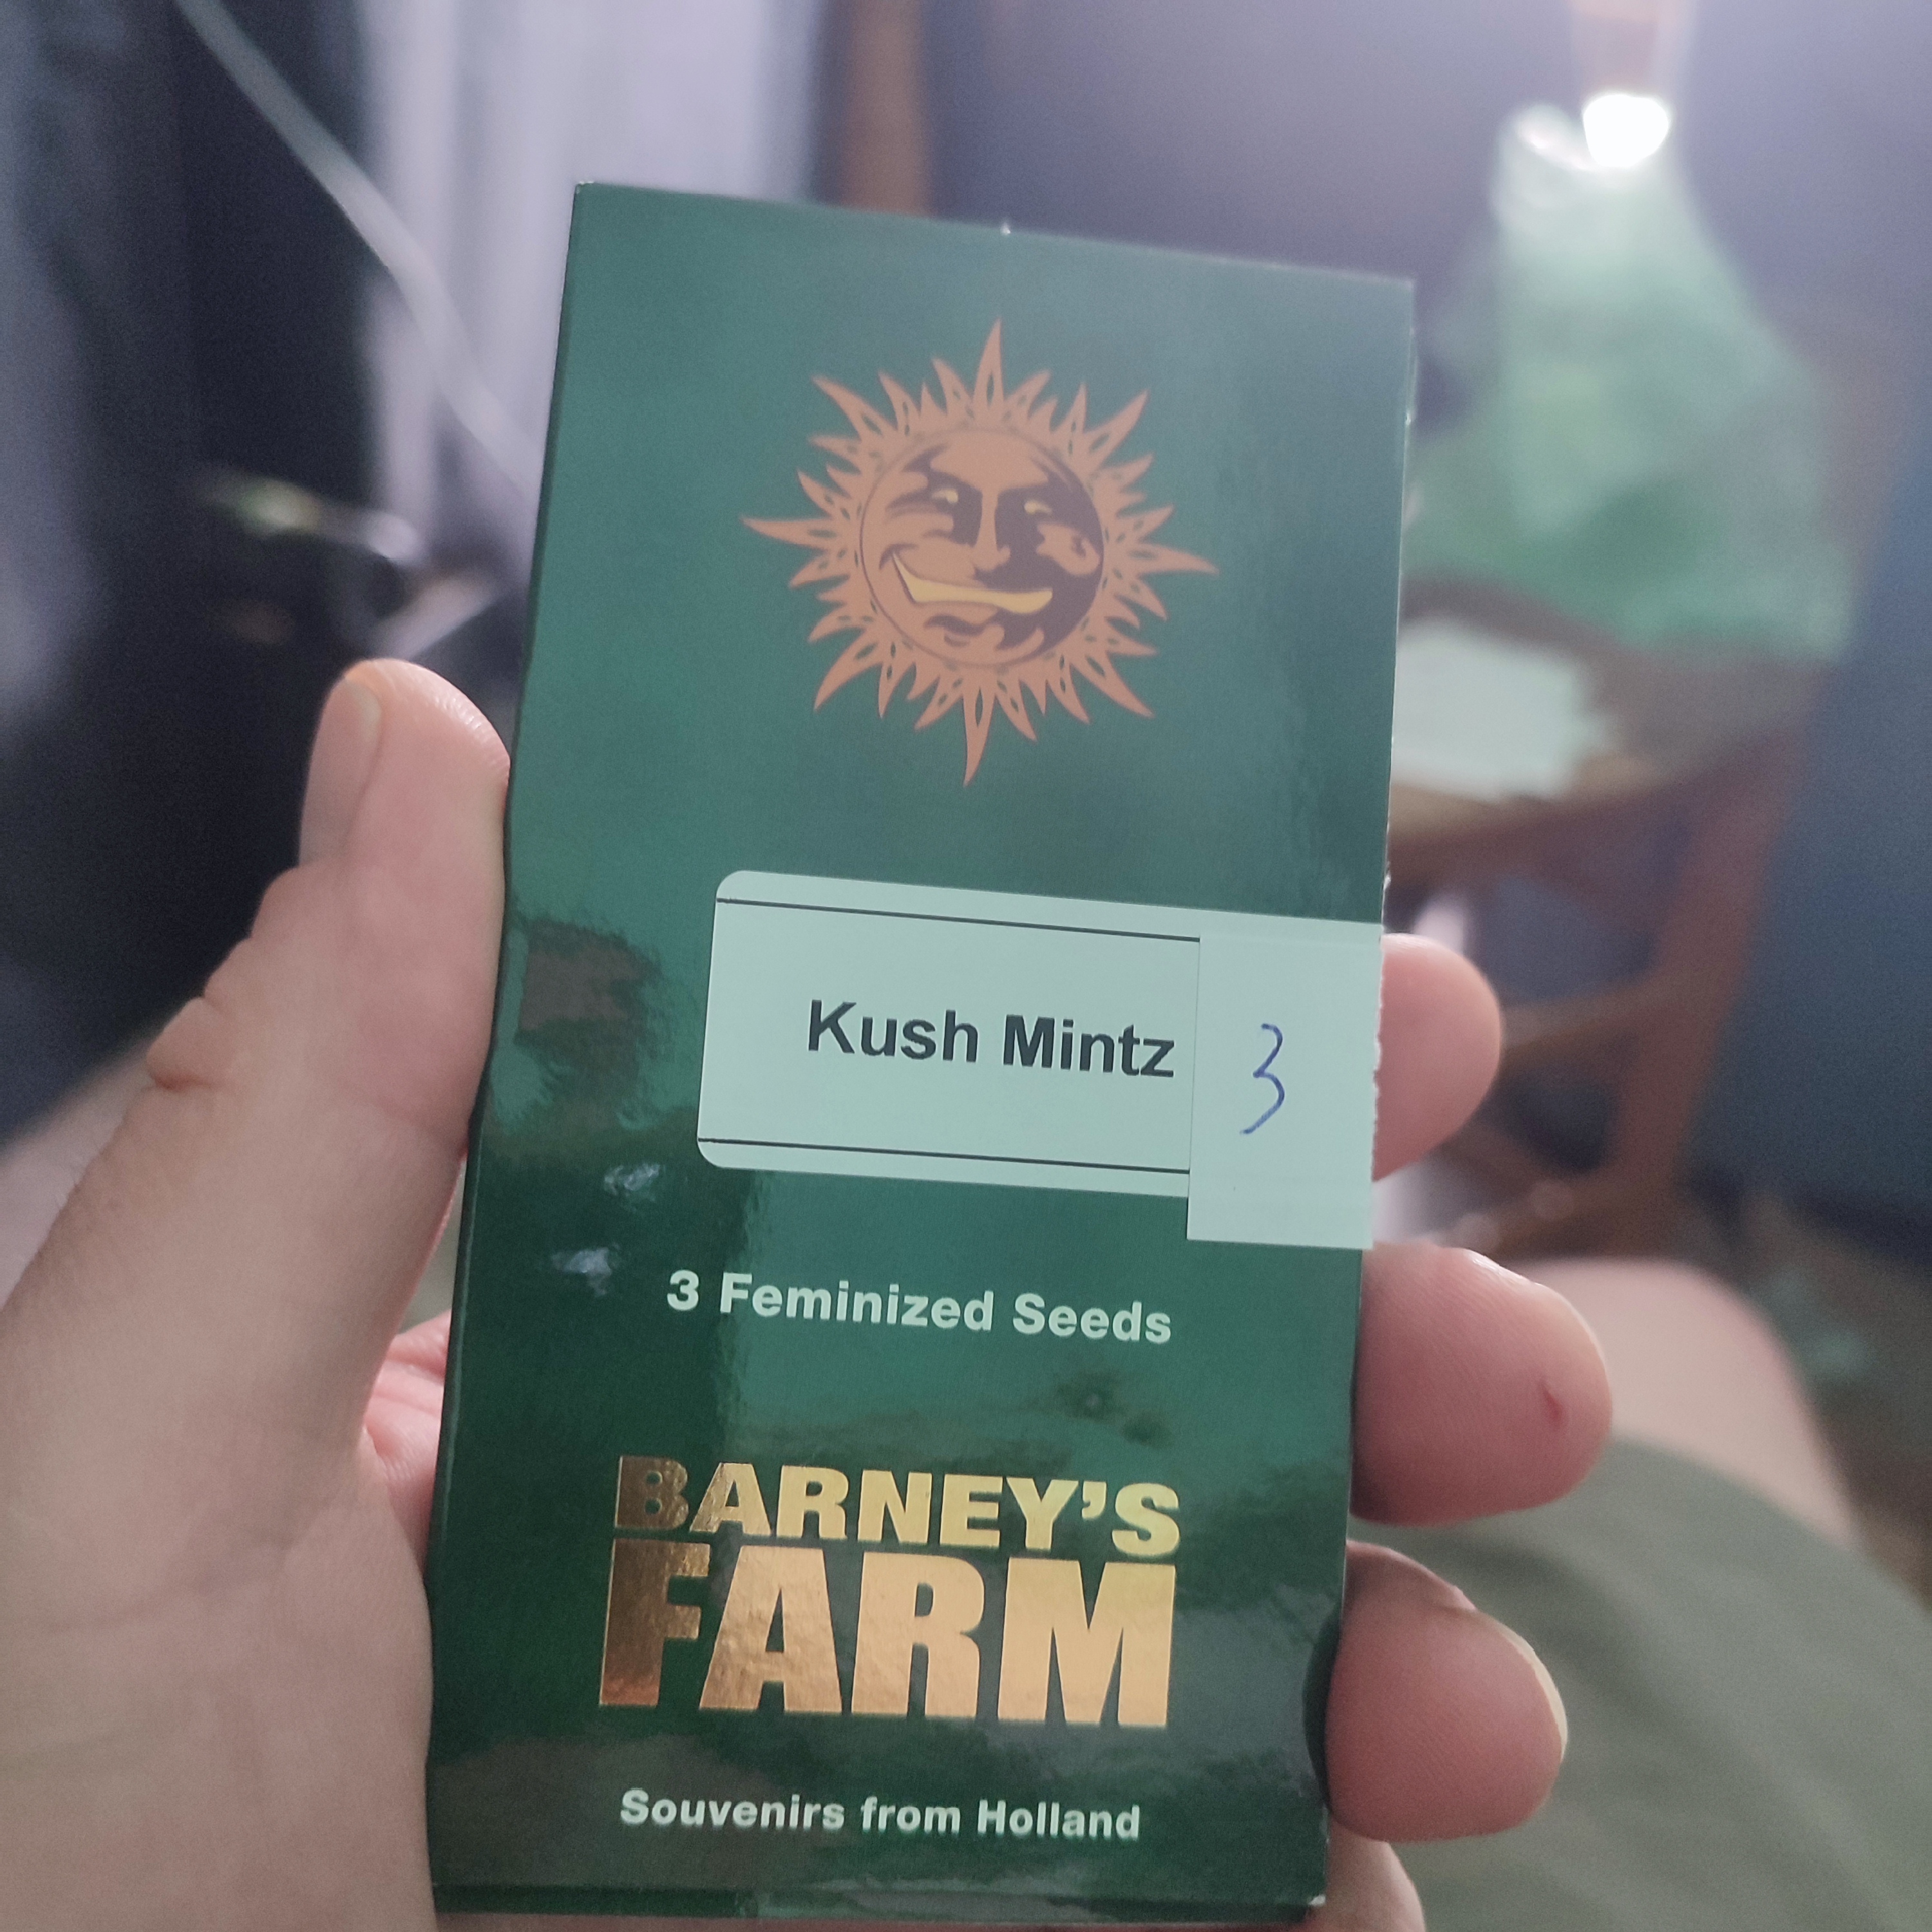 Kush Mintz
3
3 Feminized Seeds
BARNEY'S
FARM
Souvenirs from Holland